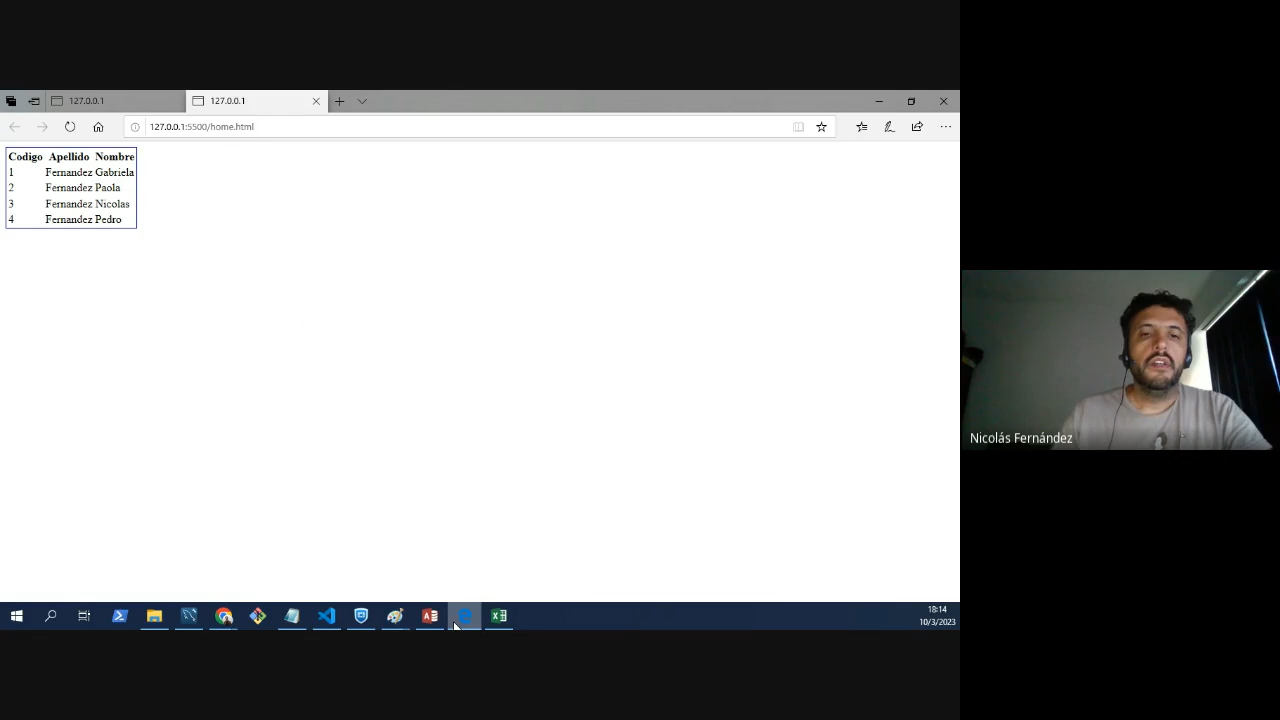 127.0.0.1
127.0.0.1
127.0.0.1:5500/home.html
Codigo Apellido Nombre
1 Fernandez Gabriela
2 Fernandez Paola
3 Fernandez Nicolas
4 Fernandez Pedro
Nicolás Fernández
18:14
10/3/2023